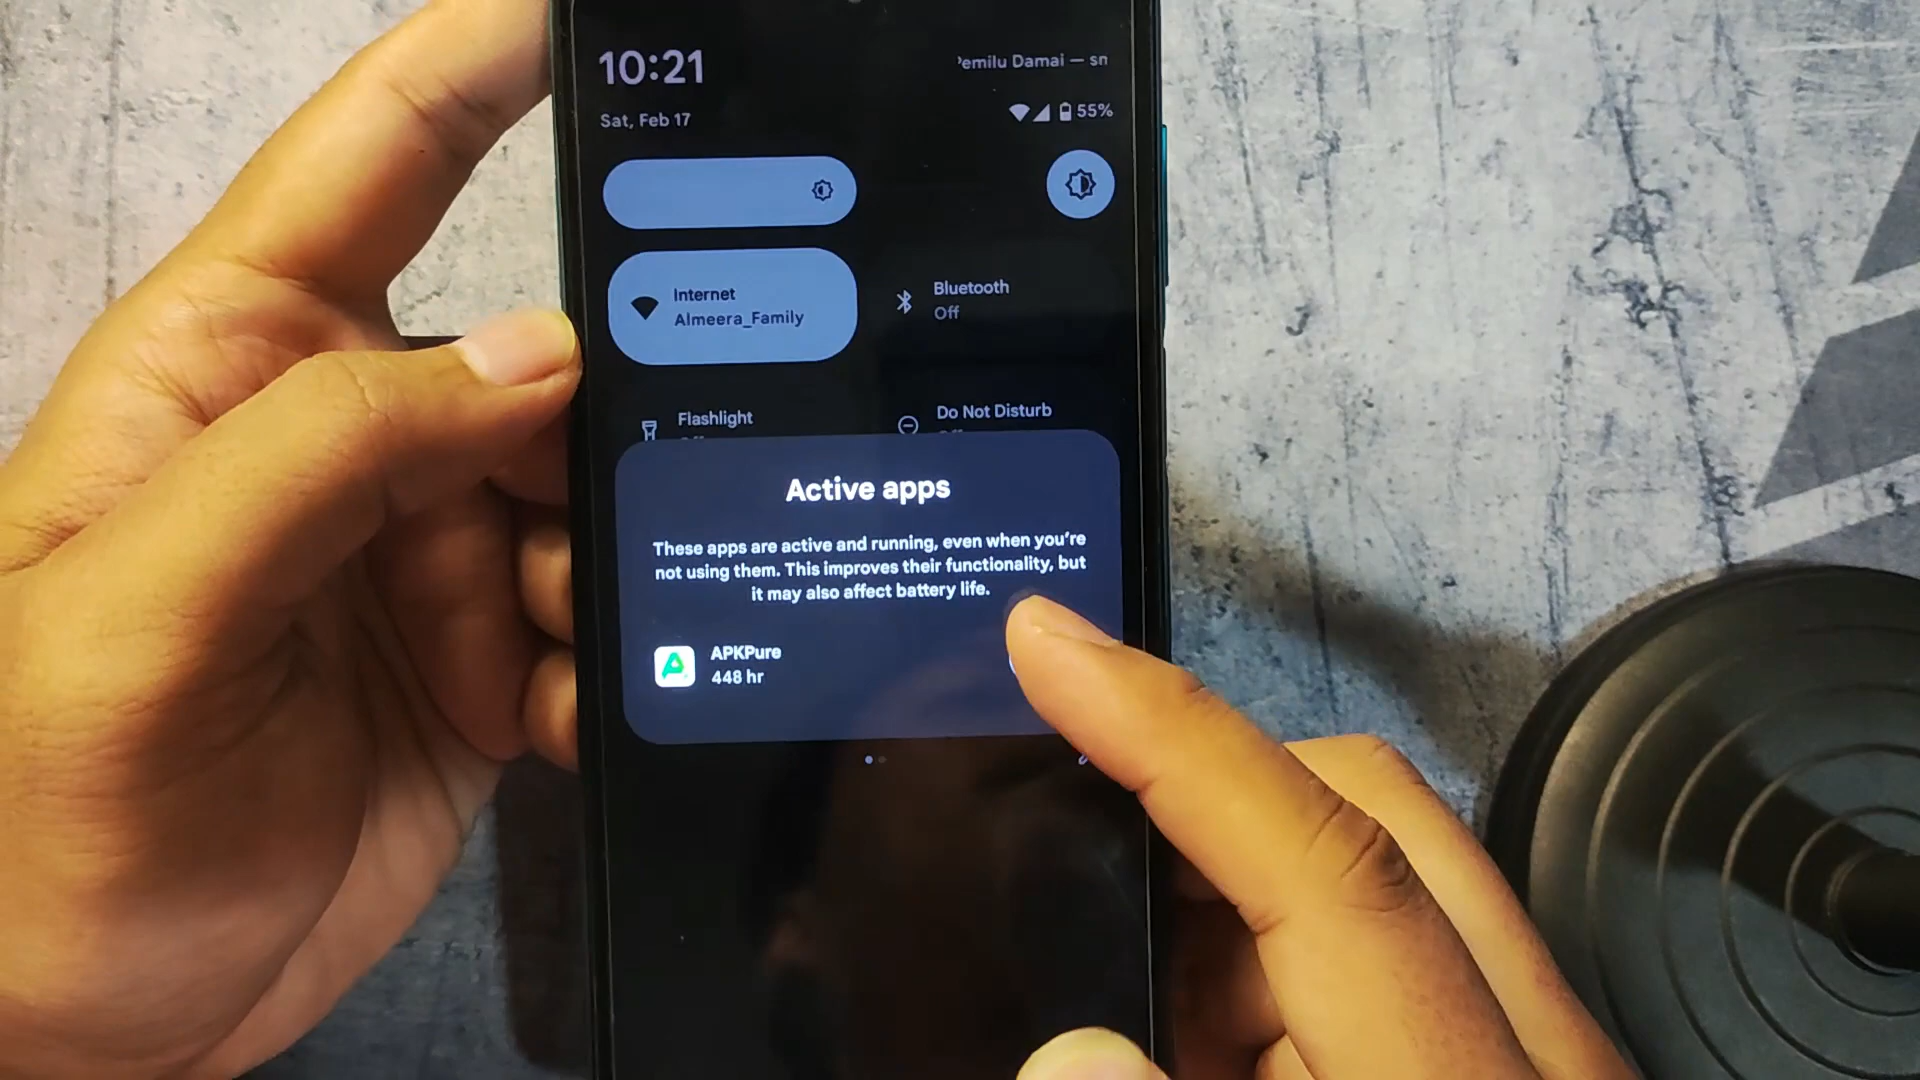 10:21
emilu Damai — sn
Sat, Feb 17
55%
Internet
Almeera_Family
Bluetooth
Off
Flashlight
Do Not Disturb
Active apps
These apps are active and running, even when you're
not using them. This improves their functionality, but
it may also affect battery life.
APKPure
448 hr